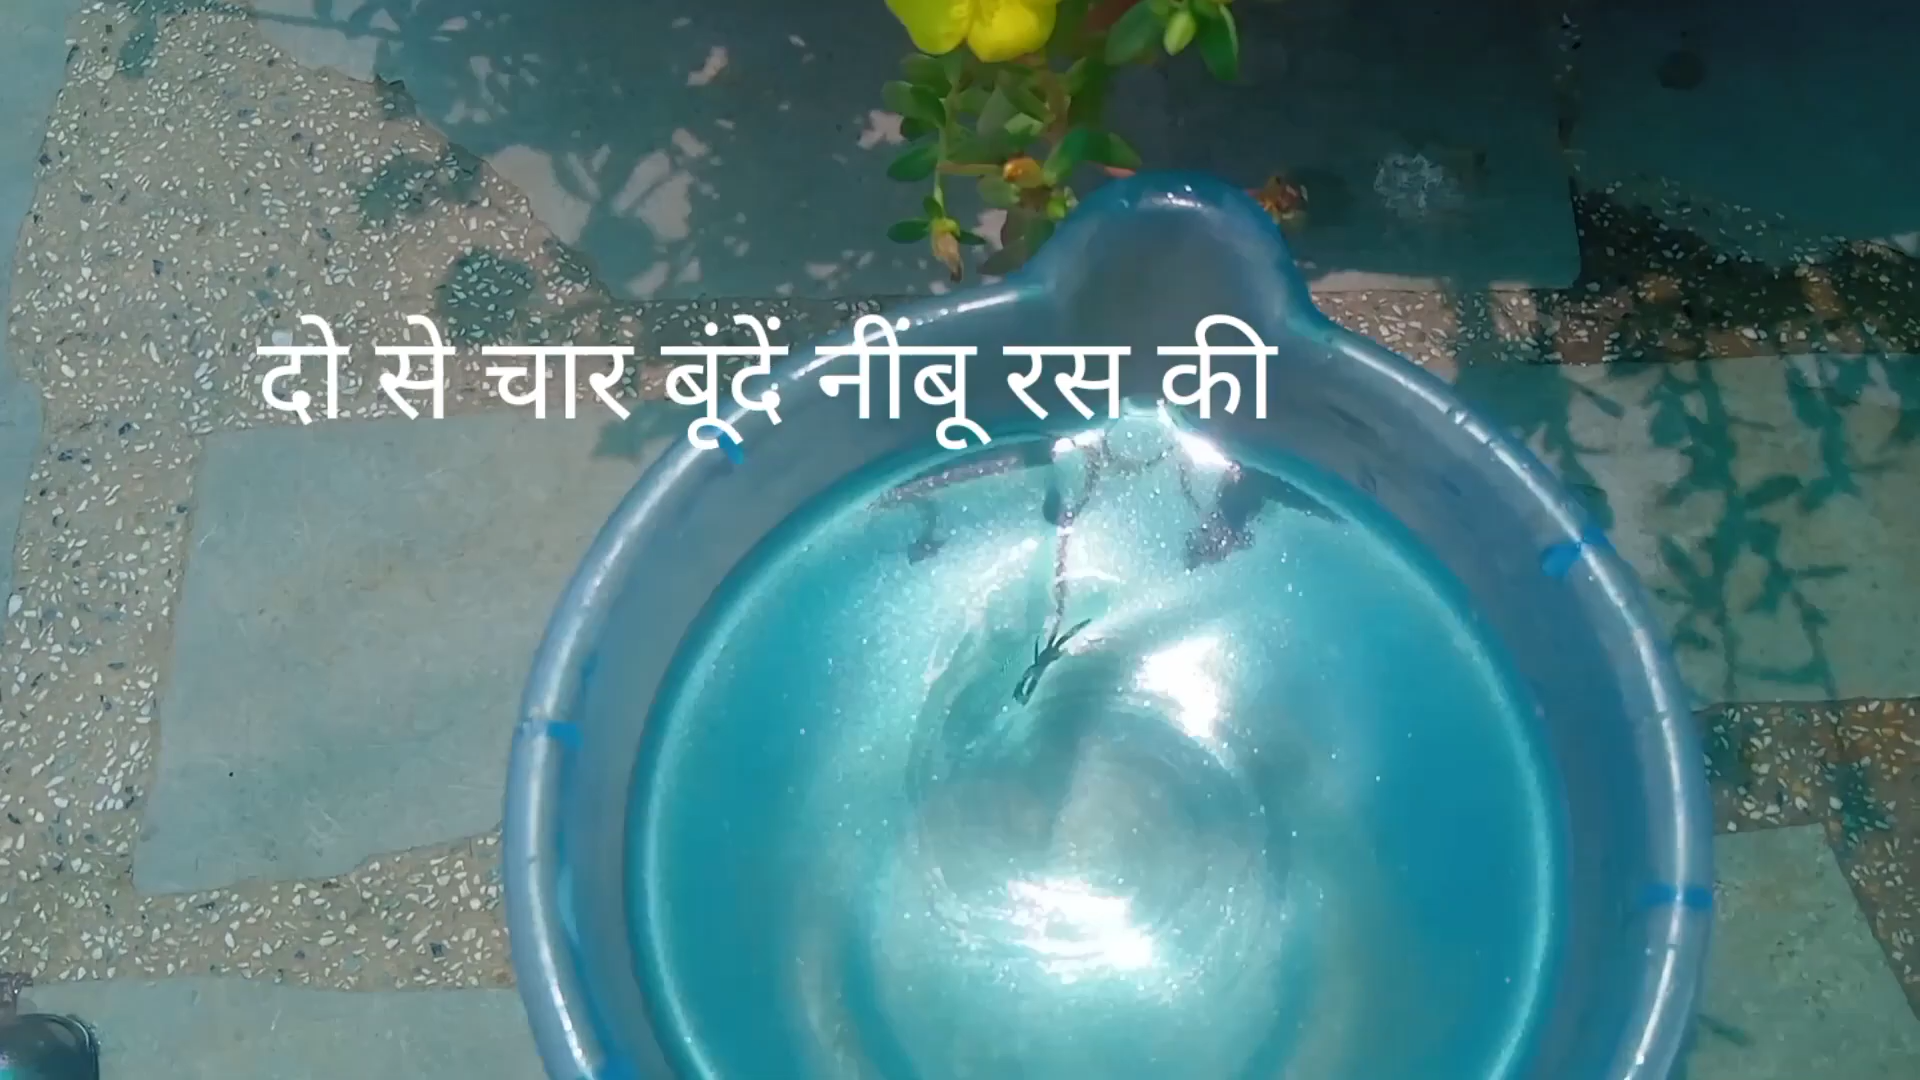 दो से चार बूंदें नींबू रस की